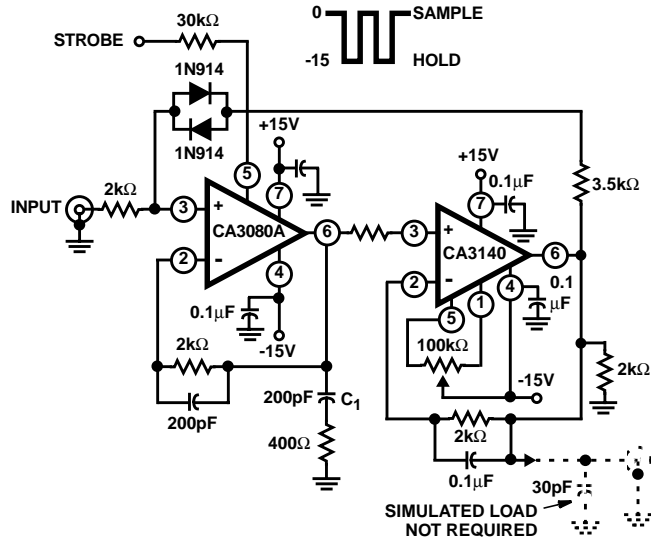 0
SAMPLE
-15
HOLD
30kΩ
STROBE
1N914
1N914
+15V
+15V
0.1µF
3.5kΩ
5
7
7
INPUT
2kΩ
3
+
CA3080A
6
3
+
CA3140
6
2
-
4
2
-
4
0.1
µF
5
1
0.1µF
-15V
100kΩ
-15V
2kΩ
200pF
200pF
C1
400Ω
2kΩ
2kΩ
0.1µF
30pF
SIMULATED LOAD
NOT REQUIRED